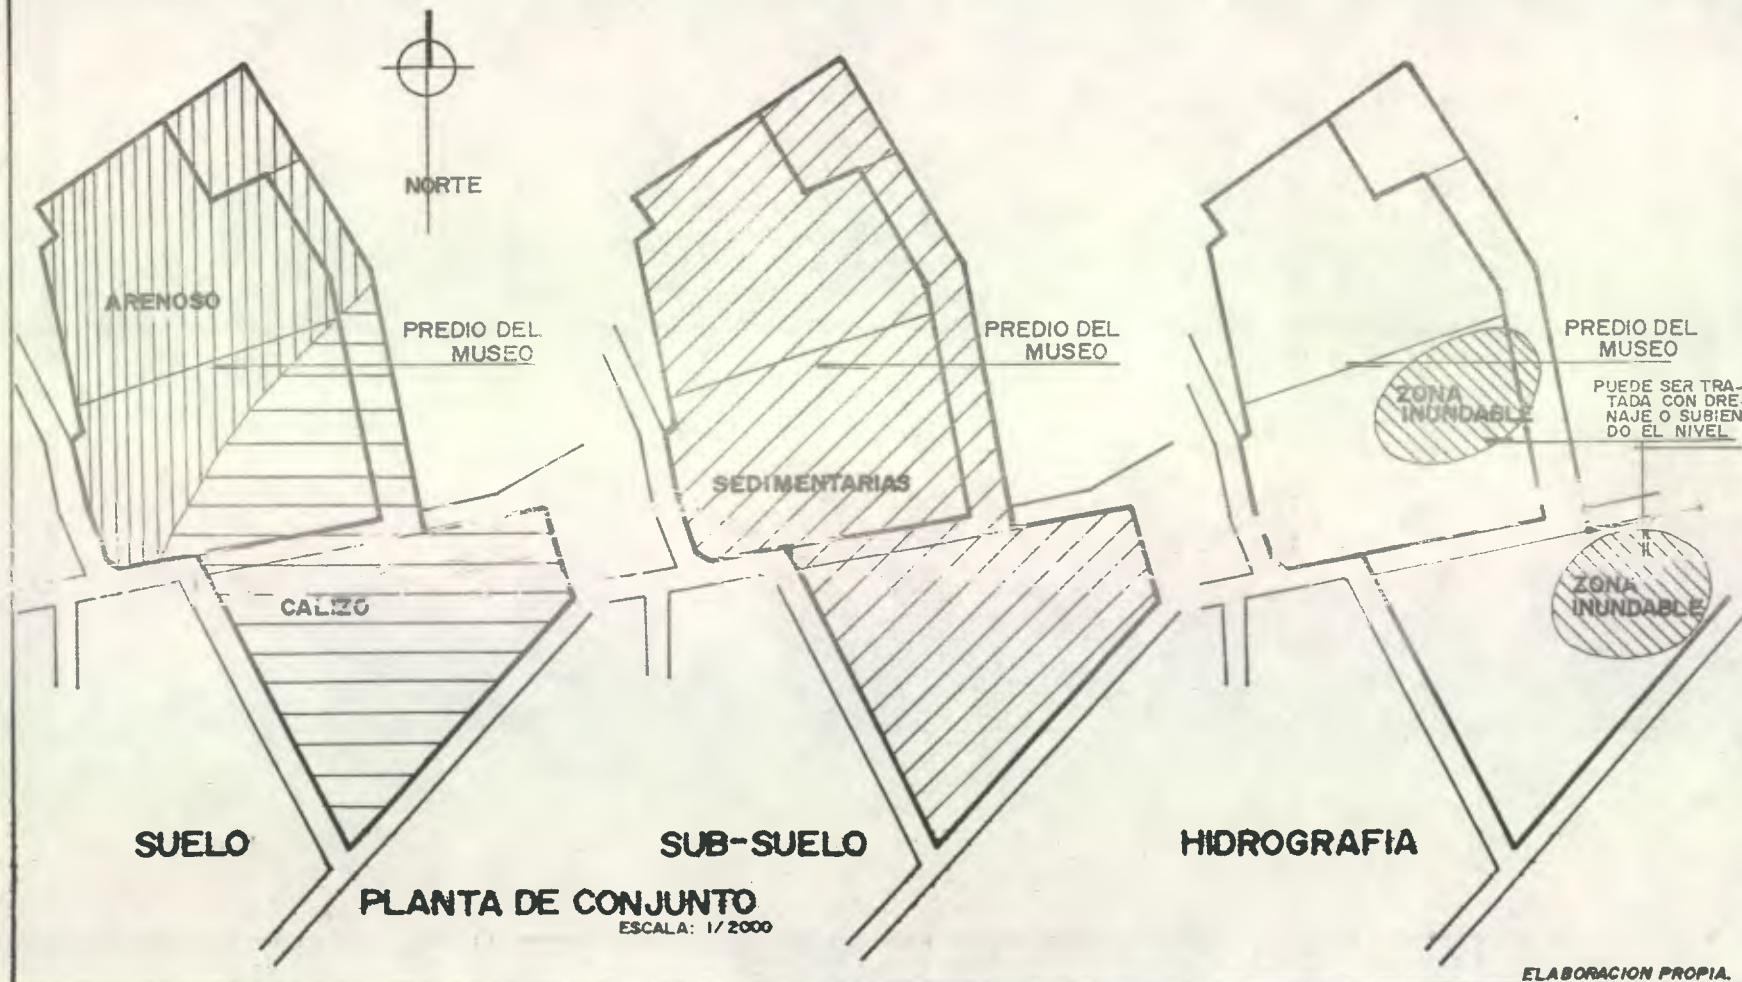 NORTE
ARENOSO
PREDIO DEL
MUSEO
CALIZO
SUELO
PREDIO DEL
MUSEO
SEDIMENTARIAS
SUB-SUELO
PREDIO DEL
MUSEO
ZONA
INUNDABLE
PUEDE SER TRA-
TADA CON DRE-
NAJE O SUBIEN-
DO EL NIVEL
ZONA
INUNDABLE
HIDROGRAFIA
PLANTA DE CONJUNTO
ESCALA: 1/2000
ELABORACION PROPIA.